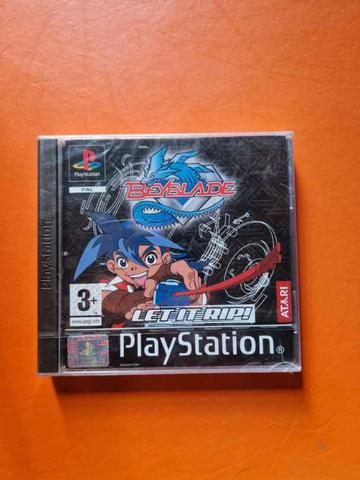 PlayStation
PAL
BEYBLADE
PlayStation
3+
www.pegi.info
LET IT RIP!
ATARI
PlayStation